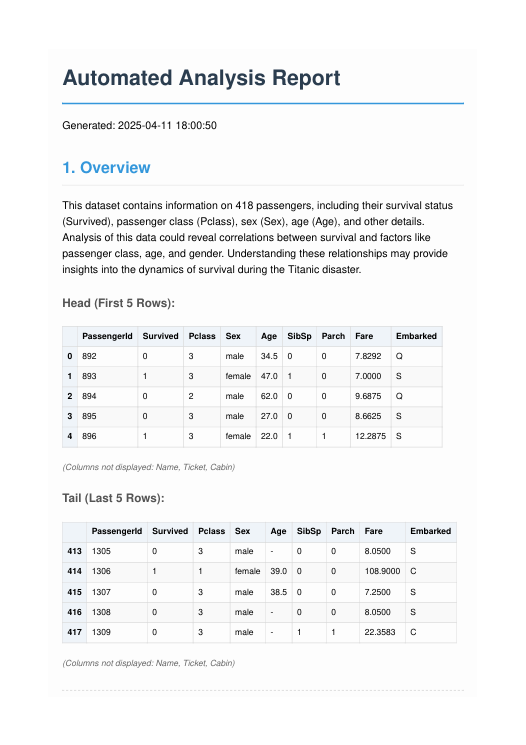 Automated Analysis Report
Generated: 2025-04-11 18:00:50
1. Overview
This dataset contains information on 418 passengers, including their survival status
(Survived), passenger class (Pclass), sex (Sex), age (Age), and other details.
Analysis of this data could reveal correlations between survival and factors like
passenger class, age, and gender. Understanding these relationships may provide
insights into the dynamics of survival during the Titanic disaster.
Head (First 5 Rows):
PassengerId Survived Pclass Sex Age SibSp Parch Fare Embarked
0 892 0 3 male 34.5 0 0 7.8292 Q
1 893 1 3 female 47.0 1 0 7.0000 S
2 894 0 2 male 62.0 0 0 9.6875 Q
3 895 0 3 male 27.0 0 0 8.6625 S
4 896 1 3 female 22.0 1 1 12.2875 S
(Columns not displayed: Name, Ticket, Cabin)
Tail (Last 5 Rows):
PassengerId Survived Pclass Sex Age SibSp Parch Fare Embarked
413 1305 0 3 male - 0 0 8.0500 S
414 1306 1 1 female 39.0 0 0 108.9000 C
415 1307 0 3 male 38.5 0 0 7.2500 S
416 1308 0 3 male - 0 0 8.0500 S
417 1309 0 3 male - 1 1 22.3583 C
(Columns not displayed: Name, Ticket, Cabin)